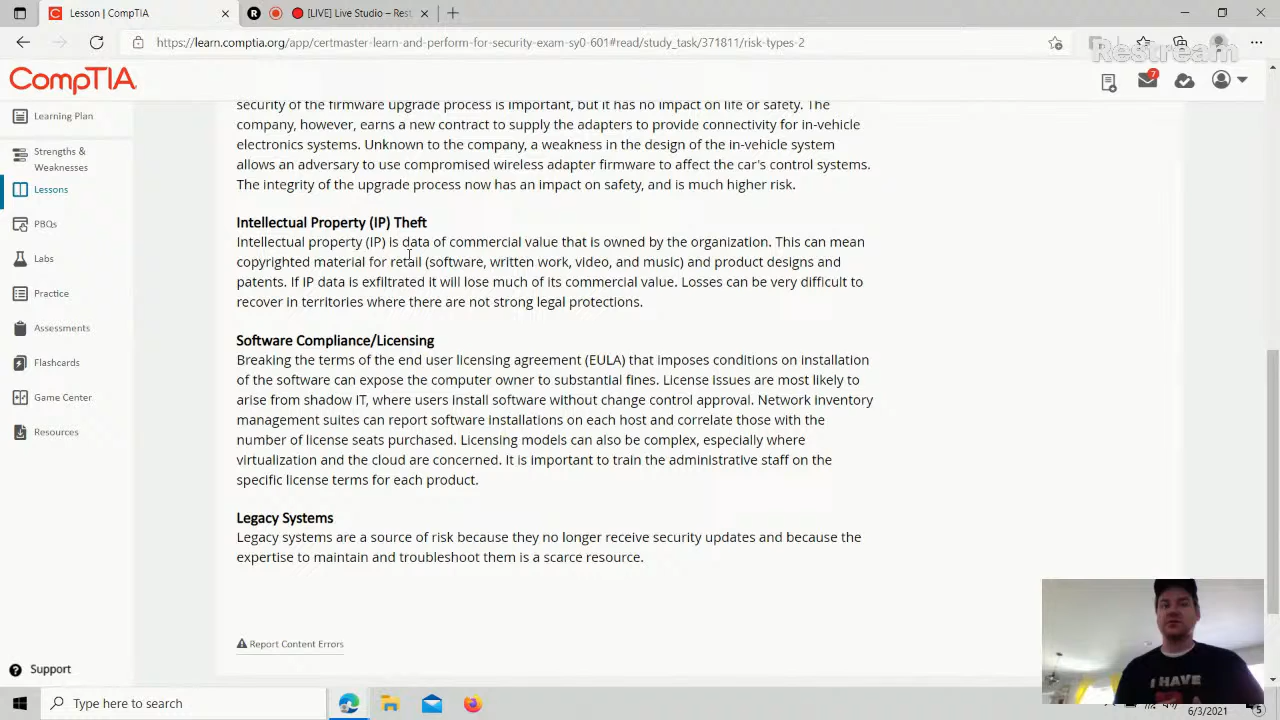 Lesson | CompTIA
[LIVE] Live Studio – Rest
https://learn.comptia.org/app/certmaster-learn-and-perform-for-security-exam-sy0-601#read/study_task/371811/risk-types-2
Restream
CompTIA
7
Learning Plan
Strengths &
Weaknesses
Lessons
PBQs
Labs
Practice
Assessments
Flashcards
Game Center
Resources
Support
security of the firmware upgrade process is important, but it has no impact on life or safety. The
company, however, earns a new contract to supply the adapters to provide connectivity for in-vehicle
electronics systems. Unknown to the company, a weakness in the design of the in-vehicle system
allows an adversary to use compromised wireless adapter firmware to affect the car's control systems.
The integrity of the upgrade process now has an impact on safety, and is much higher risk.
Intellectual Property (IP) Theft
Intellectual property (IP) is data of commercial value that is owned by the organization. This can mean
copyrighted material for retail (software, written work, video, and music) and product designs and
patents. If IP data is exfiltrated it will lose much of its commercial value. Losses can be very difficult to
recover in territories where there are not strong legal protections.
Software Compliance/Licensing
Breaking the terms of the end user licensing agreement (EULA) that imposes conditions on installation
of the software can expose the computer owner to substantial fines. License issues are most likely to
arise from shadow IT, where users install software without change control approval. Network inventory
management suites can report software installations on each host and correlate those with the
number of license seats purchased. Licensing models can also be complex, especially where
virtualization and the cloud are concerned. It is important to train the administrative staff on the
specific license terms for each product.
Legacy Systems
Legacy systems are a source of risk because they no longer receive security updates and because the
expertise to maintain and troubleshoot them is a scarce resource.
Report Content Errors
I HAVE
Type here to search
6/3/2021
5